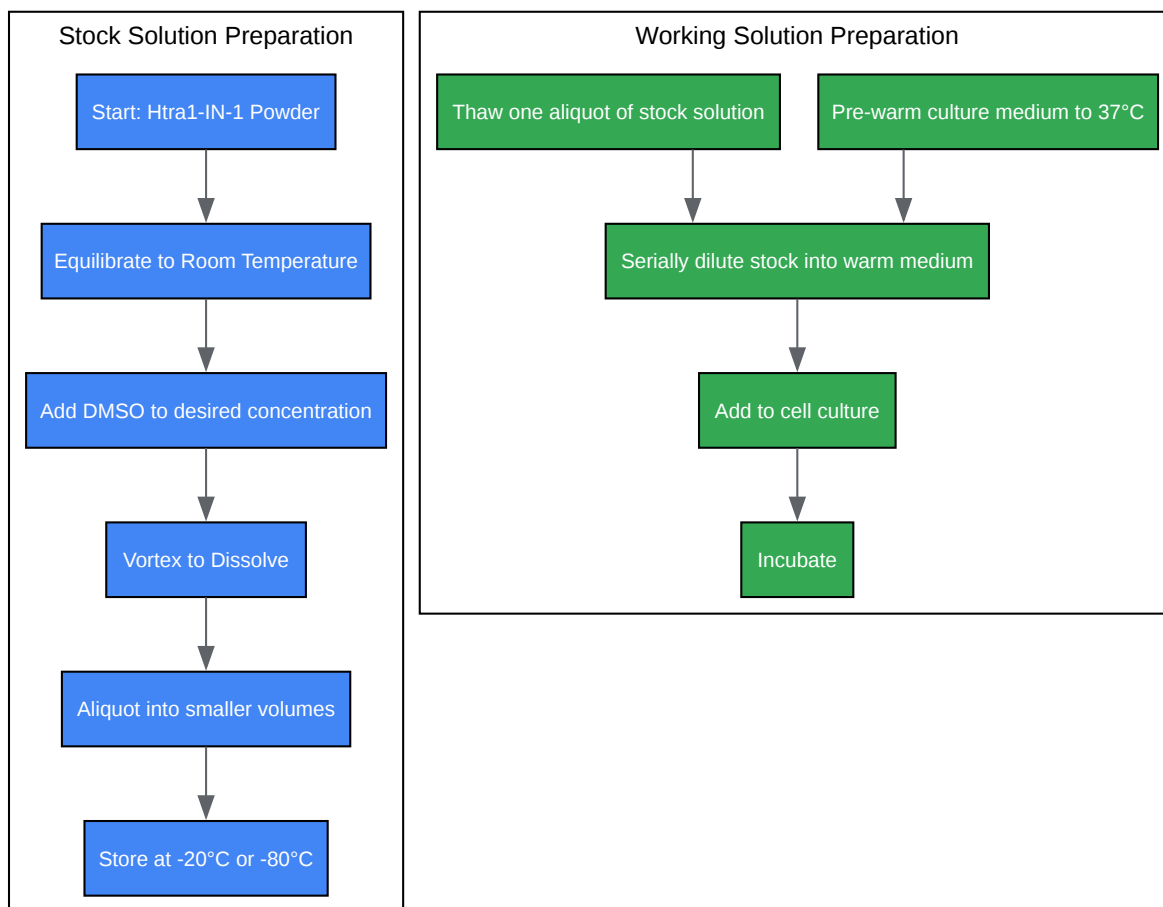 Stock Solution Preparation
Start: Htra1-IN-1 Powder
Equilibrate to Room Temperature
Add DMSO to desired concentration
Vortex to Dissolve
Aliquot into smaller volumes
Store at -20°C or -80°C
Working Solution Preparation
Thaw one aliquot of stock solution
Pre-warm culture medium to 37°C
Serially dilute stock into warm medium
Add to cell culture
Incubate